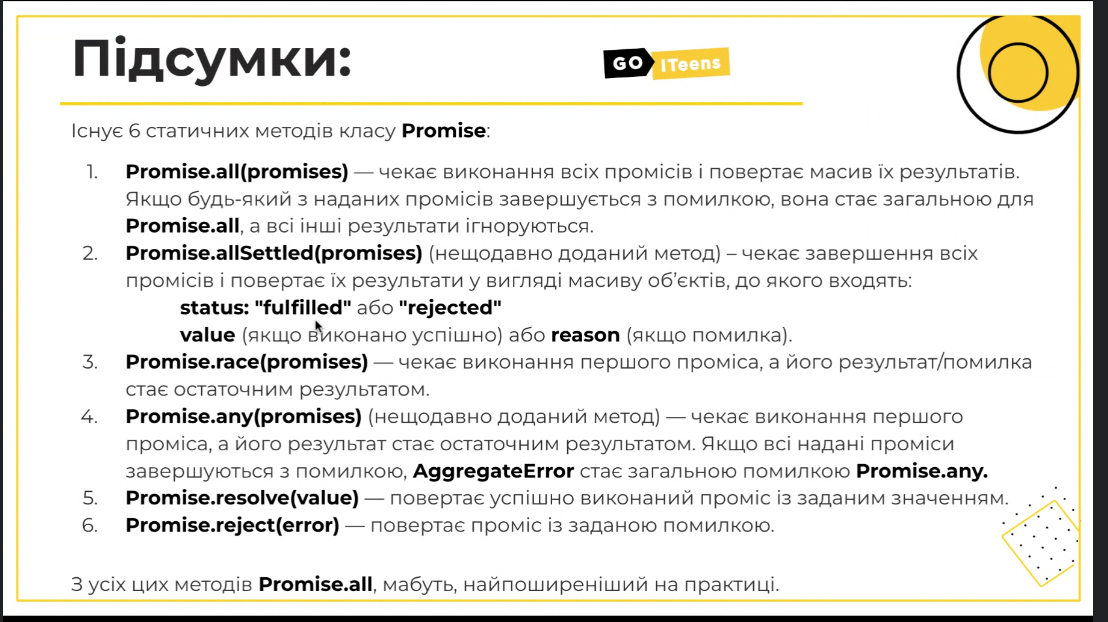 Підсумки:
GO ITeens
Існує 6 статичних методів класу Promise:
1. Promise.all(promises) — чекає виконання всіх промісів і повертає масив їх результатів.
Якщо будь-який з наданих промісів завершується з помилкою, вона стає загальною для
Promise.all, а всі інші результати ігноруються.
2. Promise.allSettled(promises) (нещодавно доданий метод) – чекає завершення всіх
промісів і повертає їх результати у вигляді масиву об’єктів, до якого входять:
status: "fulfilled" або "rejected"
value (якщо виконано успішно) або reason (якщо помилка).
3. Promise.race(promises) — чекає виконання першого проміса, а його результат/помилка
стає остаточним результатом.
4. Promise.any(promises) (нещодавно доданий метод) — чекає виконання першого
проміса, а його результат стає остаточним результатом. Якщо всі надані проміси
завершуються з помилкою, AggregateError стає загальною помилкою Promise.any.
5. Promise.resolve(value) — повертає успішно виконаний проміс із заданим значенням.
6. Promise.reject(error) — повертає проміс із заданою помилкою.
З усіх цих методів Promise.all, мабуть, найпоширеніший на практиці.